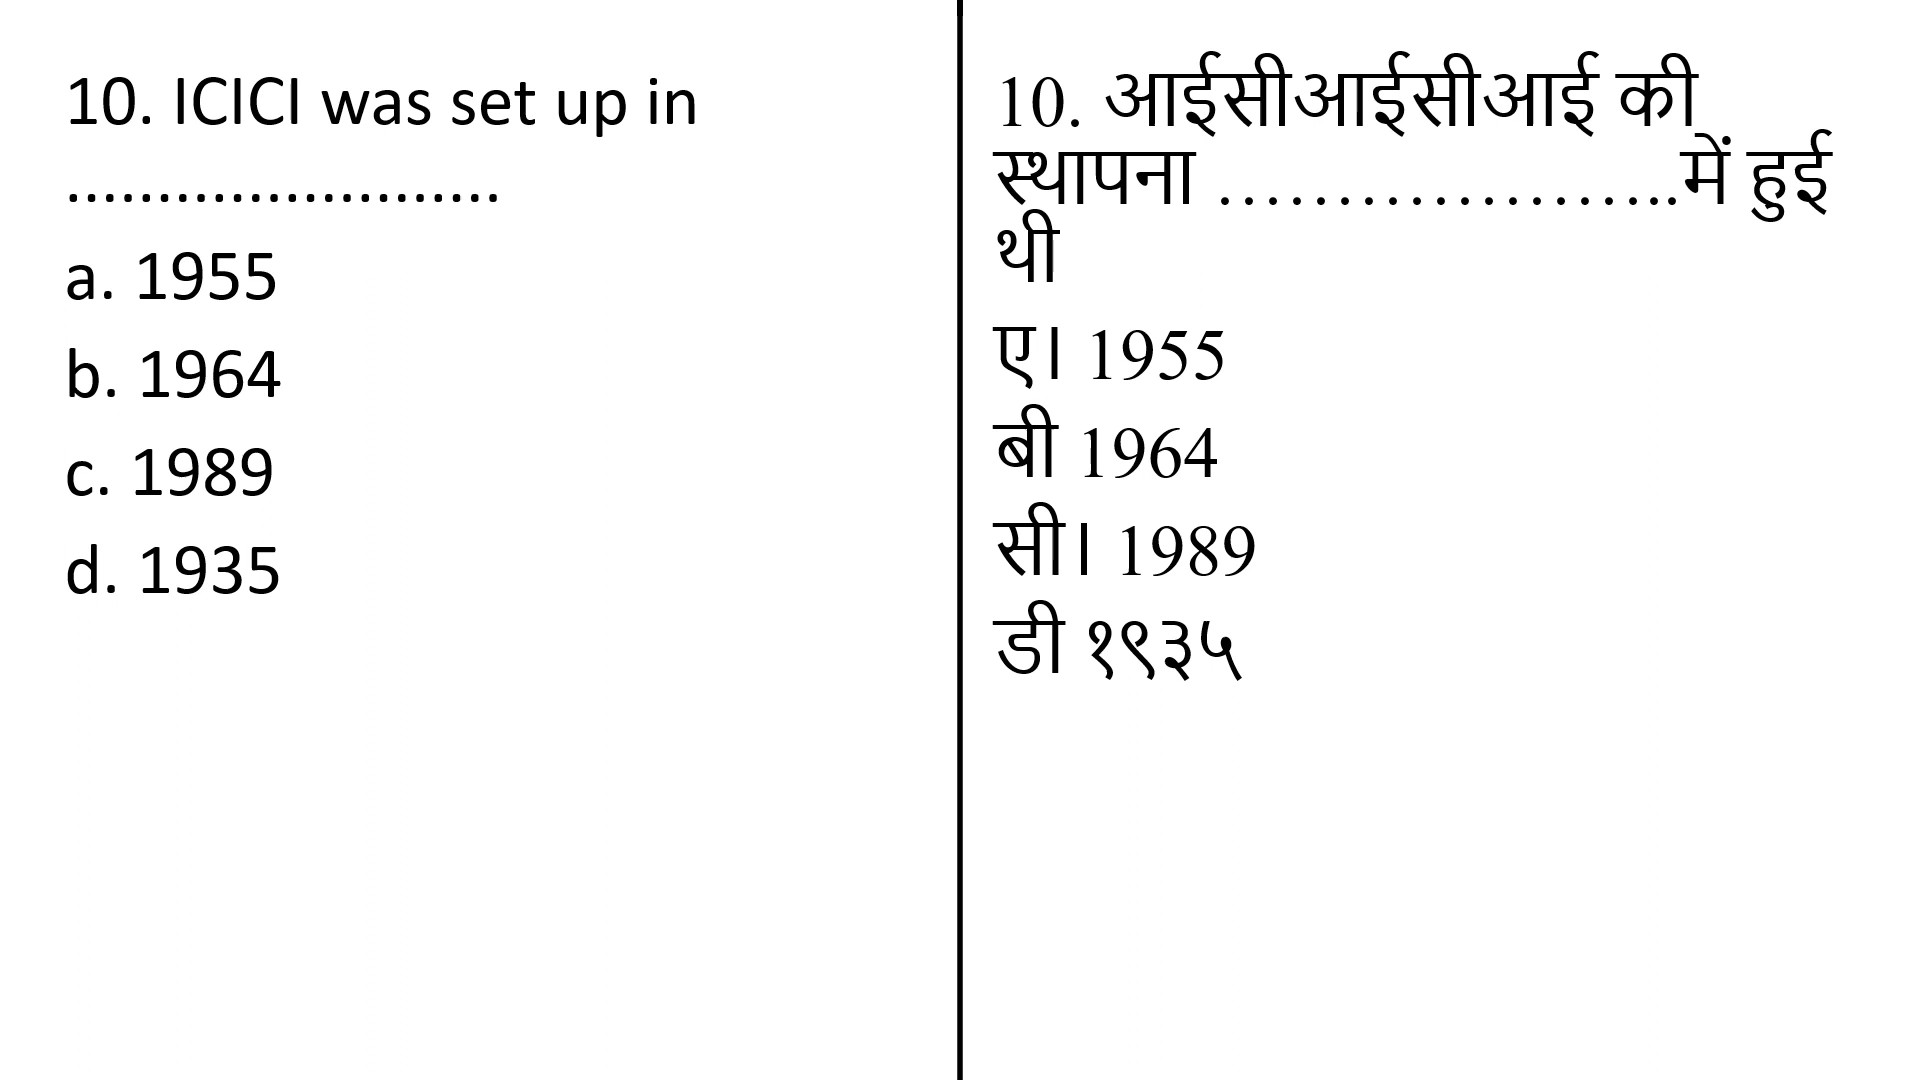 10. ICICI was set up in
……………………
a. 1955
b. 1964
c. 1989
d. 1935
10. आईसीआईसीआई की
स्थापना ………………..में हुई
थी
ए। 1955
बी 1964
सी। 1989
डी १९३५